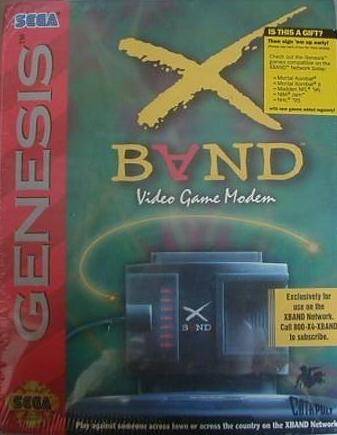 SEGA
GENESIS
IS THIS A GIFT?
Then sign 'em up early!
Check out the Genesis
games compatible on the
XBAND Network today:
• Mortal Kombat
• Mortal Kombat II
• Madden NFL '95
• NBA Jam
• NHL '95
with new games added regularly!
X
BAND
Video Game Modem
X
BAND
Exclusively for
use on the
XBAND Network.
Call 800-X4-XBAND
to subscribe.
SEGA
CATAPULT
Play against someone across town or across the country on the XBAND Network